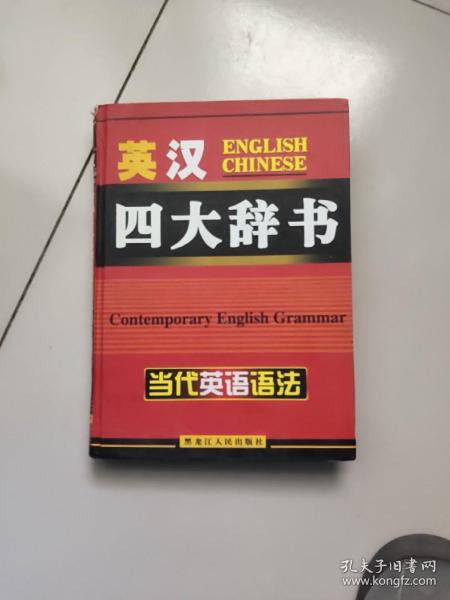 英汉 ENGLISH
CHINESE
四大辞书
Contemporary English Grammar
当代英语语法
黑龙江人民出版社
孔夫子旧书网
www.kongfz.com